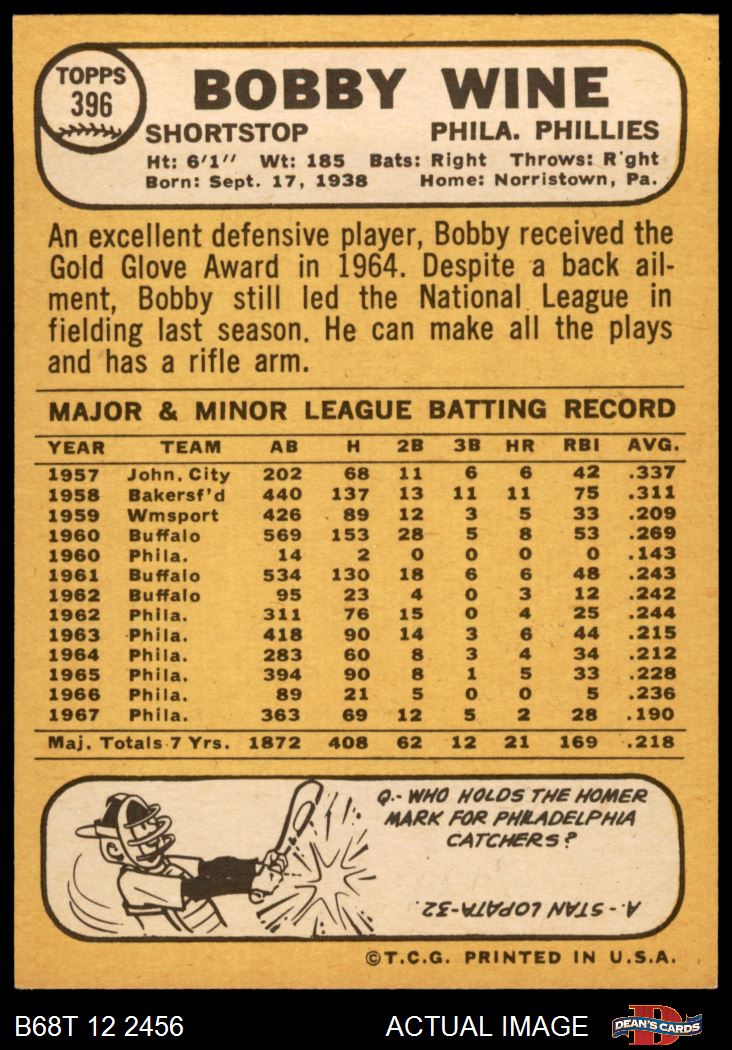 TOPPS
396
BOBBY WINE
SHORTSTOP PHILA. PHILLIES
Ht: 6'1" Wt: 185 Bats: Right Throws: R'ght
Born: Sept. 17, 1938 Home: Norristown, Pa.
An excellent defensive player, Bobby received the
Gold Glove Award in 1964. Despite a back ail-
ment, Bobby still led the National League in
fielding last season. He can make all the plays
and has a rifle arm.
MAJOR & MINOR LEAGUE BATTING RECORD
YEAR TEAM AB H 2B 3B HR RBI AVG.
1957 John. City 202 68 11 6 6 42 .337
1958 Bakersf'd 440 137 13 11 11 75 .311
1959 Wmsport 426 89 12 3 5 33 .209
1960 Buffalo 569 153 28 5 8 53 .269
1960 Phila. 14 2 0 0 0 0 .143
1961 Buffalo 534 130 18 6 6 48 .243
1962 Buffalo 95 23 4 0 3 12 .242
1962 Phila. 311 76 15 0 4 25 .244
1963 Phila. 418 90 14 3 6 44 .215
1964 Phila. 283 60 8 3 4 34 .212
1965 Phila. 394 90 8 1 5 33 .228
1966 Phila. 89 21 5 0 0 5 .236
1967 Phila. 363 69 12 5 2 28 .190
Maj. Totals 7 Yrs. 1872 408 62 12 21 169 .218
Q.- WHO HOLDS THE HOMER
MARK FOR PHILADELPHIA
CATCHERS?
A.- STAN LOPATA-32.
©T.C.G. PRINTED IN U.S.A.
B68T 12 2456 ACTUAL IMAGE
D
DEAN'S CARDS